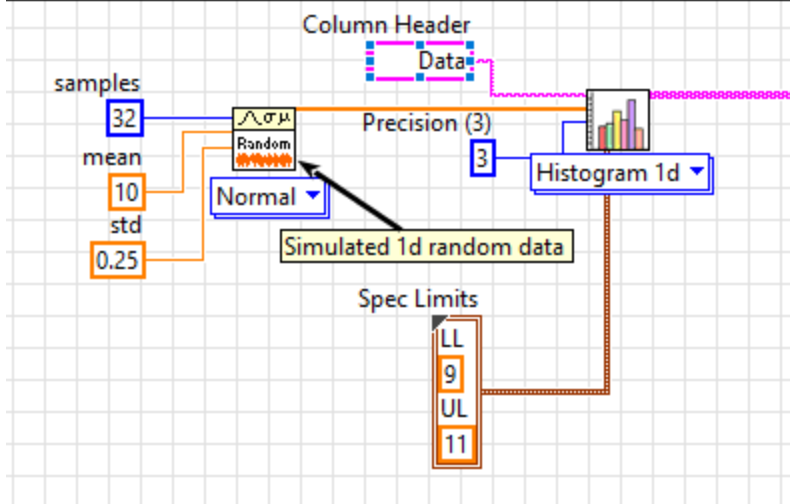 Column Header
Data
samples
32
Λσμ
Random
Precision (3)
3
mean
10
Normal
Histogram 1d
std
0.25
Simulated 1d random data
Spec Limits
LL
9
UL
11